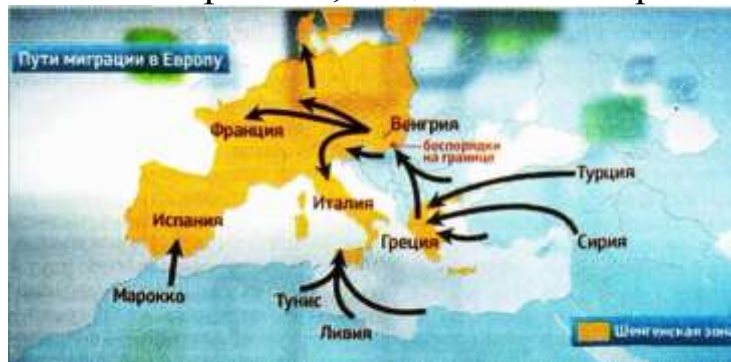 Пути миграции в Европу
Франция
Венгрия
беспорядки
на границе
Турция
Италия
Испания
Греция
Сирия
Марокко
Тунис
Ливия
Шенгенская зона